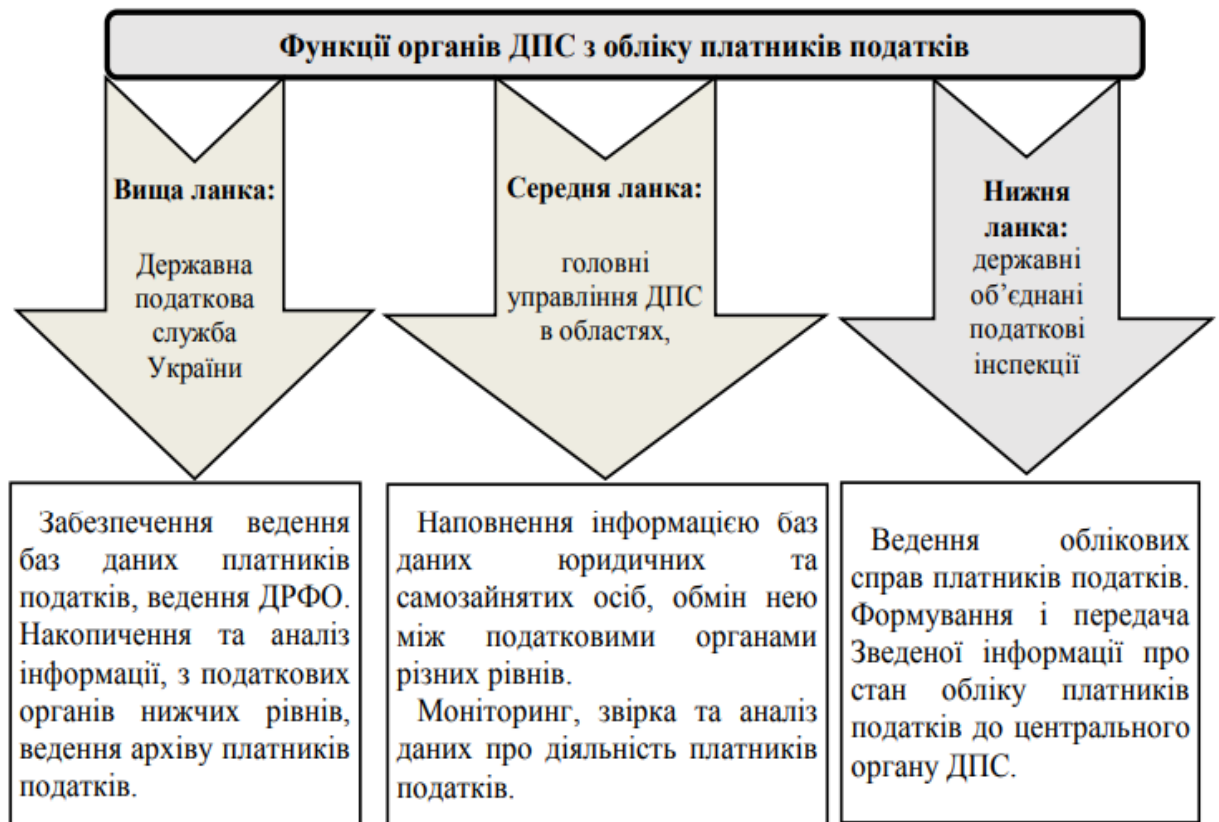 Функції органів ДПС з обліку платників податків
Вища ланка:
Державна
податкова
служба
України
Середня ланка:
головні
управління ДПС
в областях,
Нижня
ланка:
державні
об’єднані
податкові
інспекції
Забезпечення ведення
баз даних платників
податків, ведення ДРФО.
Накопичення та аналіз
інформації, з податкових
органів нижчих рівнів,
ведення архіву платників
податків.
Наповнення інформацією баз
даних юридичних та
самозайнятих осіб, обмін нею
між податковими органами
різних рівнів.
Моніторинг, звірка та аналіз
даних про діяльність платників
податків.
Ведення облікових
справ платників податків.
Формування і передача
Зведеної інформації про
стан обліку платників
податків до центрального
органу ДПС.